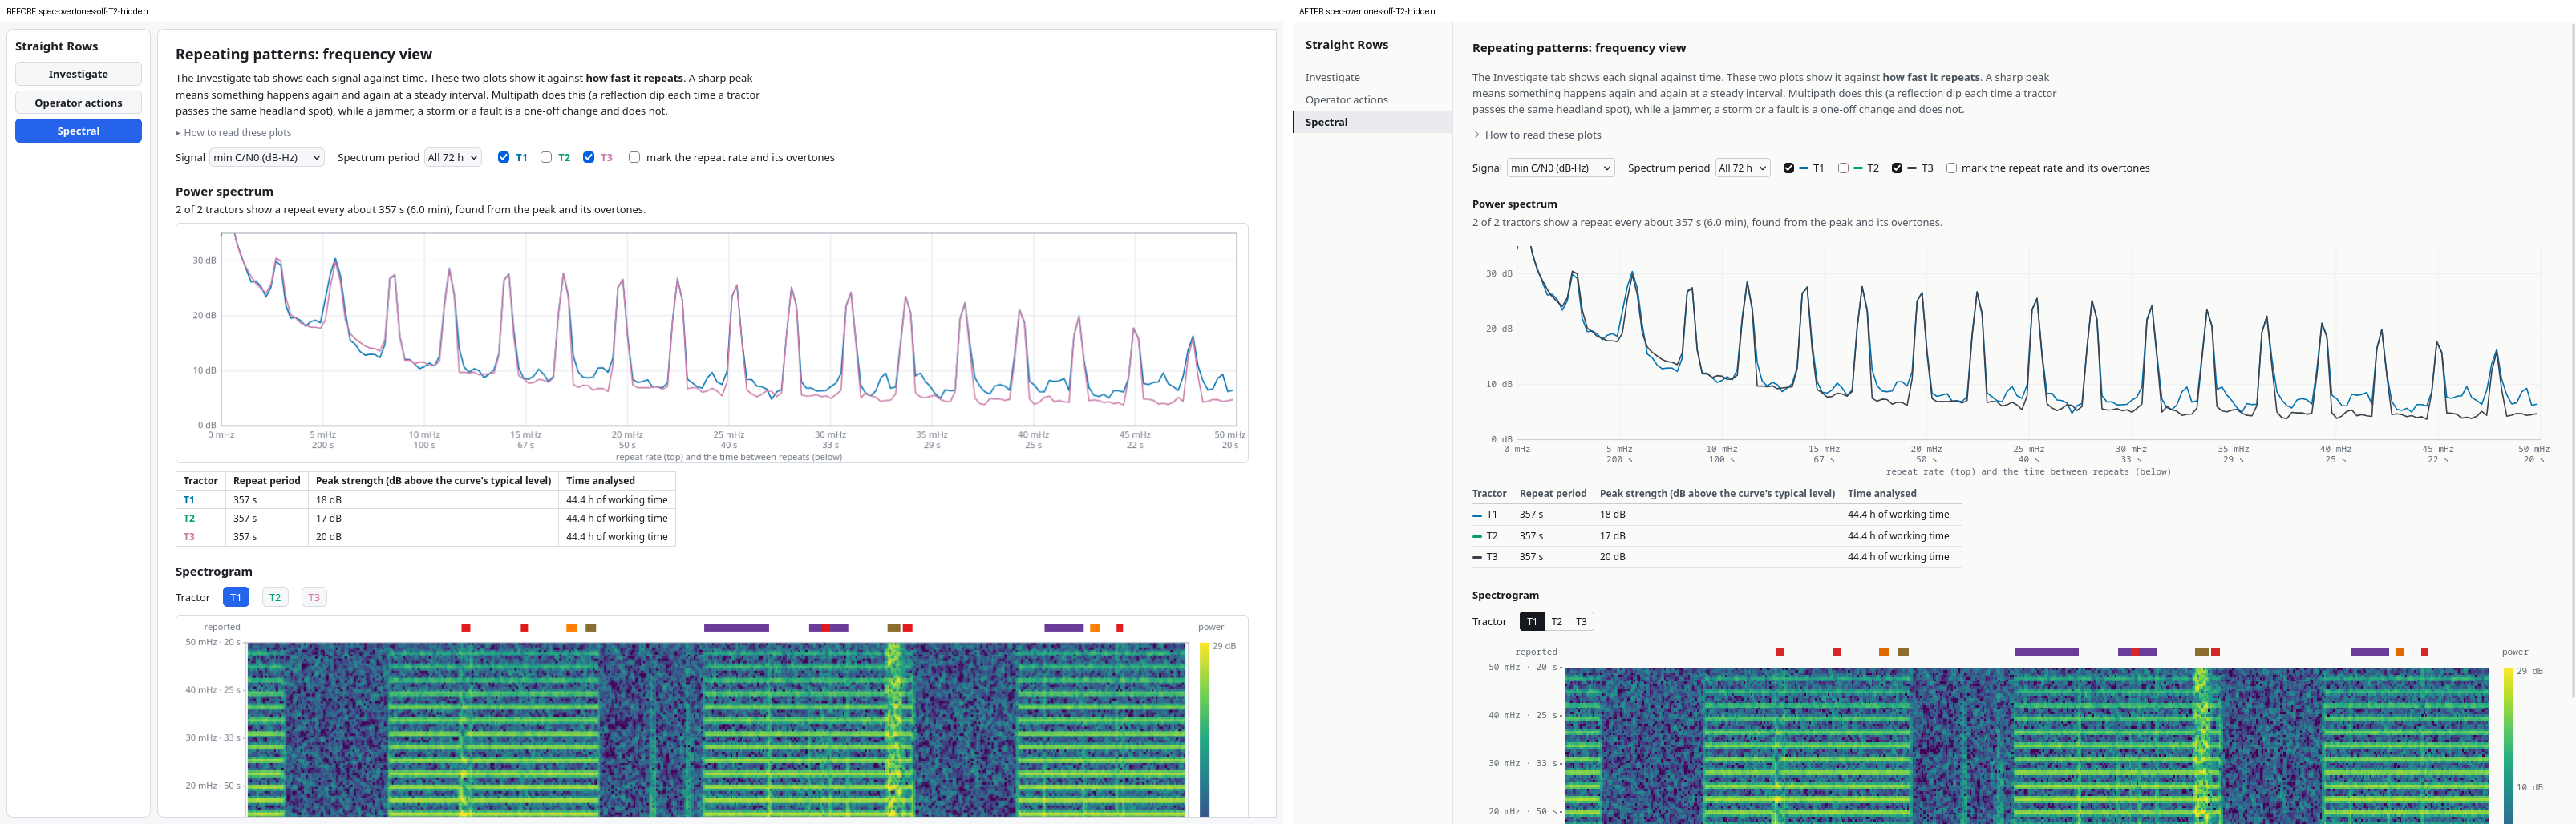 BEFORE spec-overtones-off-T2-hidden
Straight Rows
Investigate
Operator actions
Spectral
Repeating patterns: frequency view
The Investigate tab shows each signal against time. These two plots show it against how fast it repeats. A sharp peak
means something happens again and again at a steady interval. Multipath does this (a reflection dip each time a tractor
passes the same headland spot), while a jammer, a storm or a fault is a one-off change and does not.
▸ How to read these plots
Signal min C/N0 (dB-Hz) Spectrum period All 72 h T1 T2 T3 mark the repeat rate and its overtones
Power spectrum
2 of 2 tractors show a repeat every about 357 s (6.0 min), found from the peak and its overtones.
30 dB
20 dB
10 dB
0 dB
0 mHz 5 mHz 10 mHz 15 mHz 20 mHz 25 mHz 30 mHz 35 mHz 40 mHz 45 mHz 50 mHz
200 s 100 s 67 s 50 s 40 s 33 s 29 s 25 s 22 s 20 s
repeat rate (top) and the time between repeats (below)
Tractor Repeat period Peak strength (dB above the curve's typical level) Time analysed
T1 357 s 18 dB 44.4 h of working time
T2 357 s 17 dB 44.4 h of working time
T3 357 s 20 dB 44.4 h of working time
Spectrogram
Tractor T1 T2 T3
reported power
50 mHz · 20 s 29 dB
40 mHz · 25 s
30 mHz · 33 s
20 mHz · 50 s
AFTER spec-overtones-off-T2-hidden
Straight Rows
Investigate
Operator actions
Spectral
Repeating patterns: frequency view
The Investigate tab shows each signal against time. These two plots show it against how fast it repeats. A sharp peak
means something happens again and again at a steady interval. Multipath does this (a reflection dip each time a tractor
passes the same headland spot), while a jammer, a storm or a fault is a one-off change and does not.
How to read these plots
Signal min C/N0 (dB-Hz) Spectrum period All 72 h T1 T2 T3 mark the repeat rate and its overtones
Power spectrum
2 of 2 tractors show a repeat every about 357 s (6.0 min), found from the peak and its overtones.
30 dB
20 dB
10 dB
0 dB
0 mHz 5 mHz 10 mHz 15 mHz 20 mHz 25 mHz 30 mHz 35 mHz 40 mHz 45 mHz 50 mHz
200 s 100 s 67 s 50 s 40 s 33 s 29 s 25 s 22 s 20 s
repeat rate (top) and the time between repeats (below)
Tractor Repeat period Peak strength (dB above the curve's typical level) Time analysed
T1 357 s 18 dB 44.4 h of working time
T2 357 s 17 dB 44.4 h of working time
T3 357 s 20 dB 44.4 h of working time
Spectrogram
Tractor T1 T2 T3
reported power
50 mHz · 20 s 29 dB
40 mHz · 25 s
30 mHz · 33 s
10 dB
20 mHz · 50 s